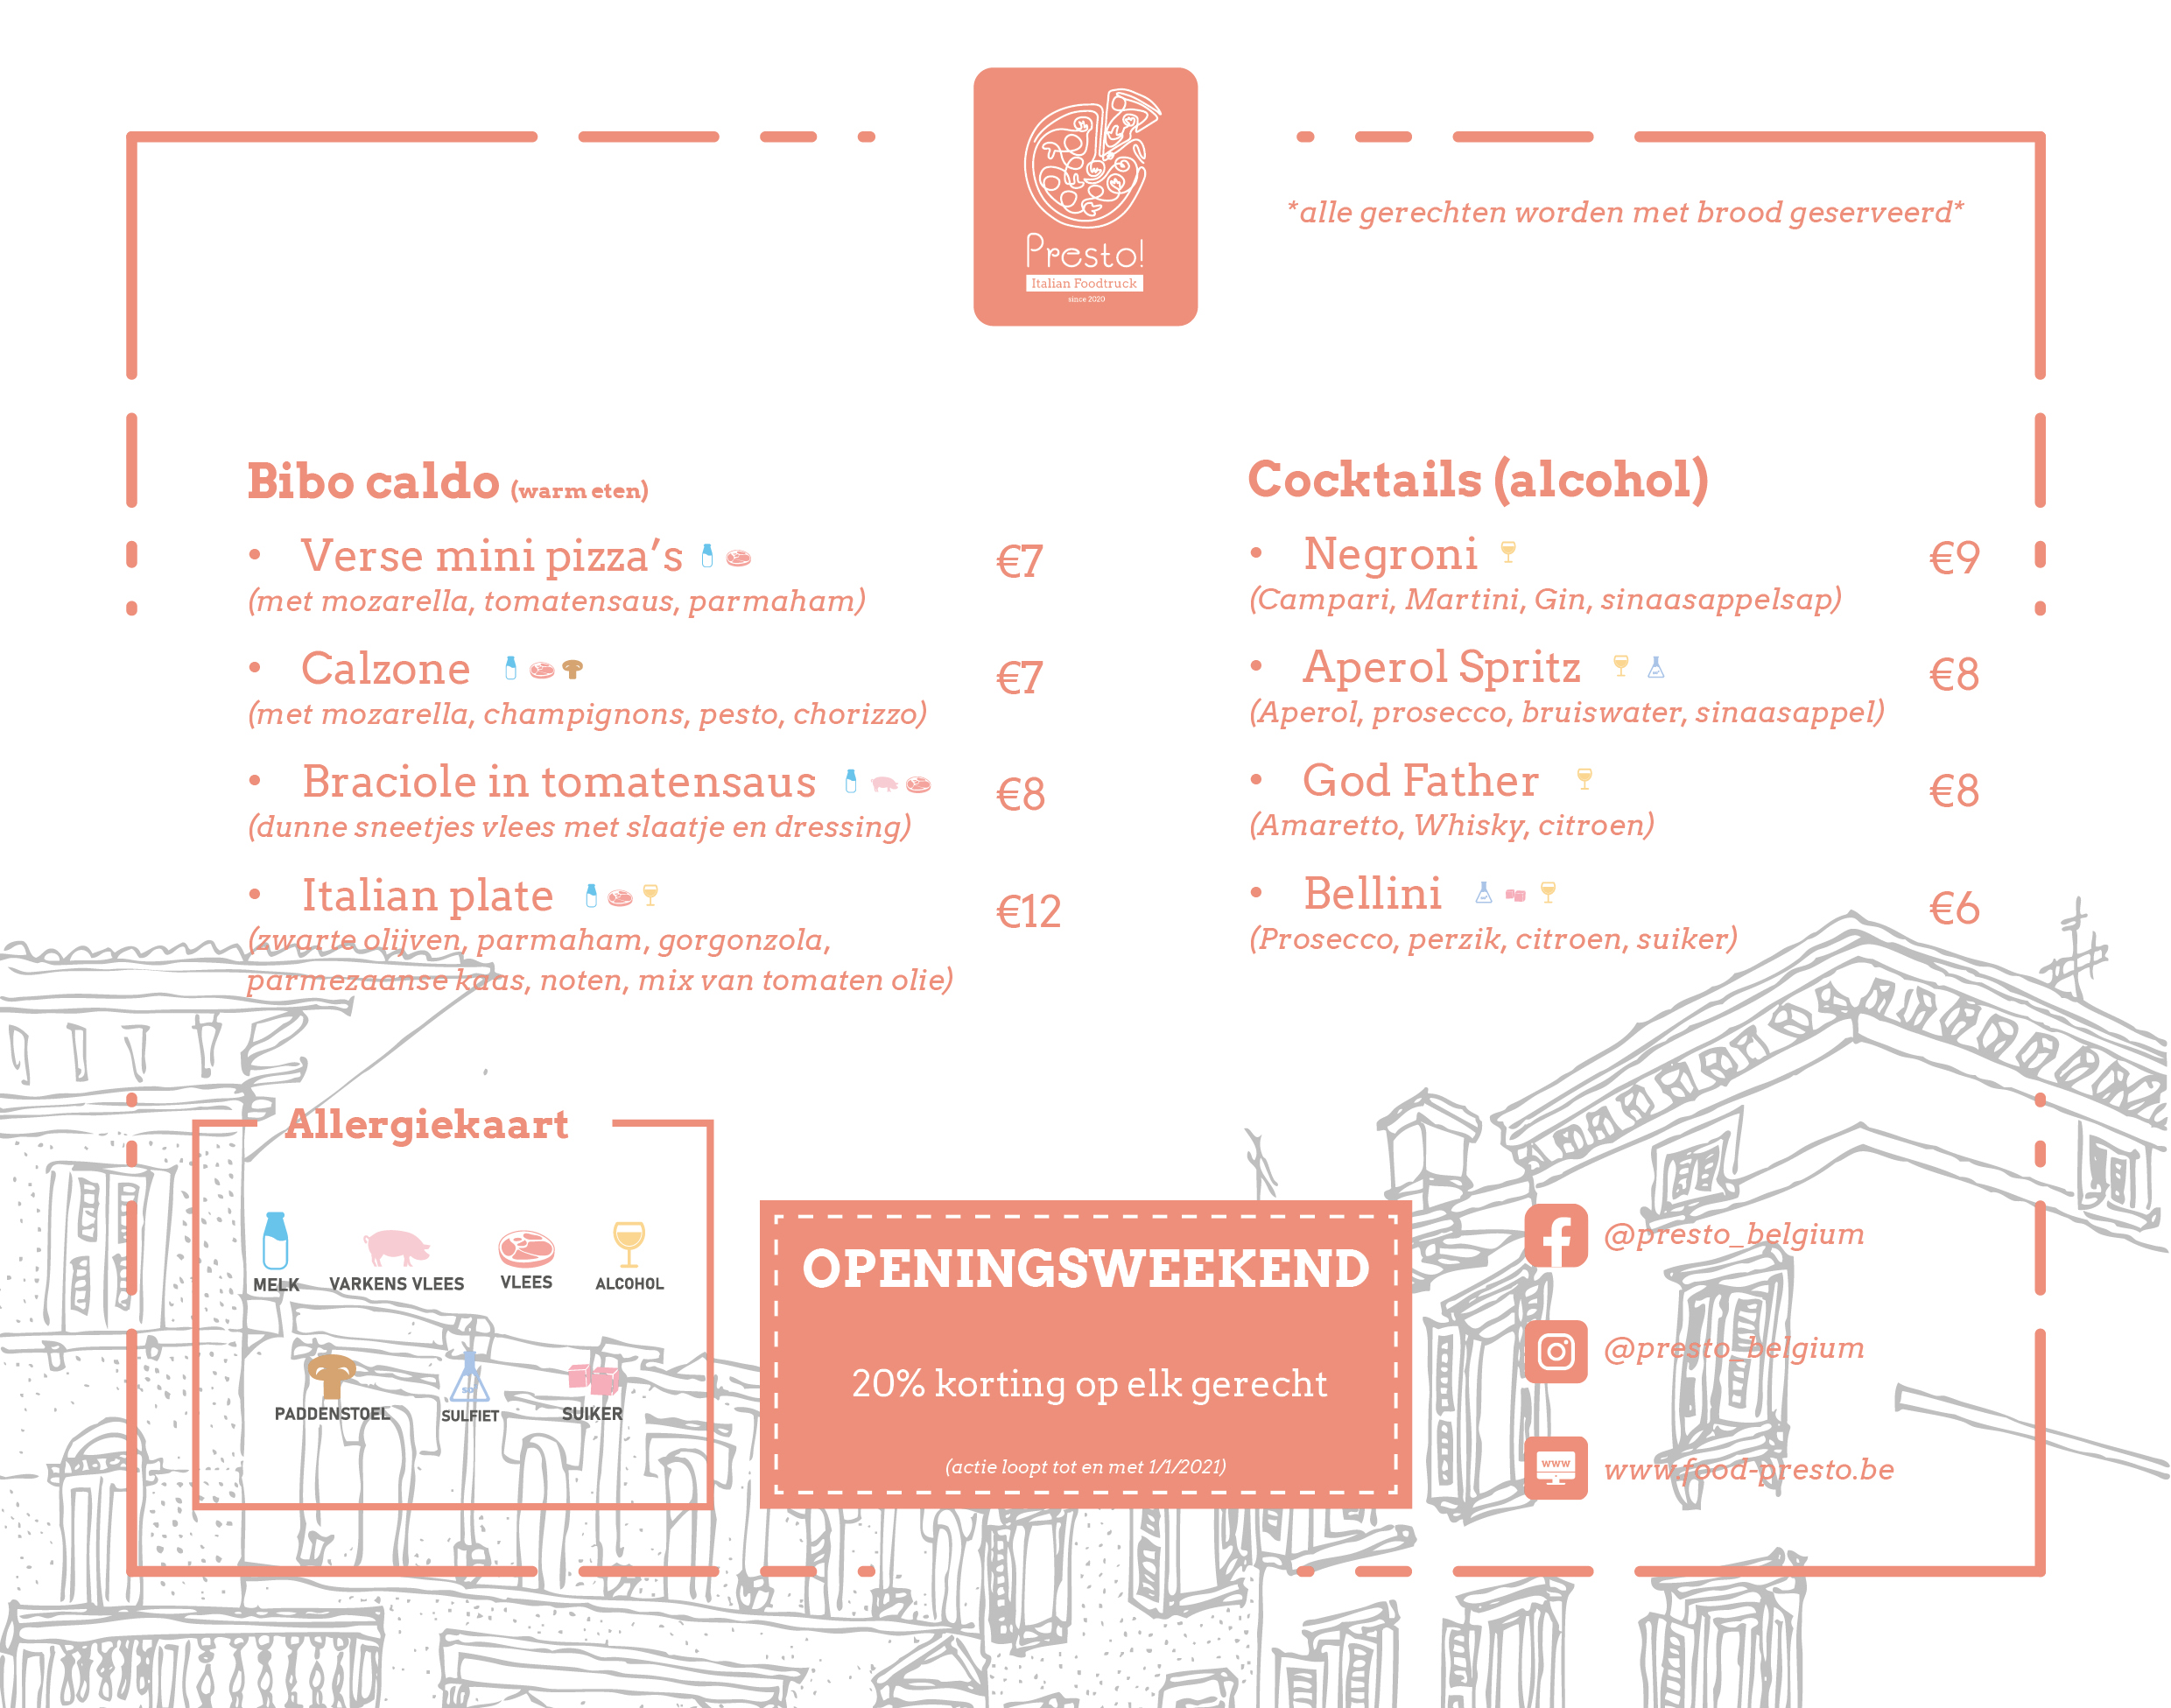 Presto!
Italian Foodtruck
since 2020
*alle gerechten worden met brood geserveerd*
Bibo caldo (warm eten)
• Verse mini pizza's €7
(met mozarella, tomatensaus, parmaham)
• Calzone €7
(met mozarella, champignons, pesto, chorizzo)
• Braciole in tomatensaus €8
(dunne sneetjes vlees met slaatje en dressing)
• Italian plate €12
(zwarte olijven, parmaham, gorgonzola,
parmezaanse kaas, noten, mix van tomaten olie)
Cocktails (alcohol)
• Negroni €9
(Campari, Martini, Gin, sinaasappelsap)
• Aperol Spritz €8
(Aperol, prosecco, bruiswater, sinaasappel)
• God Father €8
(Amaretto, Whisky, citroen)
• Bellini €6
(Prosecco, perzik, citroen, suiker)
Allergiekaart
MELK VARKENS VLEES VLEES ALCOHOL
PADDENSTOEL SULFIET SUIKER
OPENINGSWEEKEND
20% korting op elk gerecht
(actie loopt tot en met 1/1/2021)
@presto_belgium
@presto_belgium
www
www.food-presto.be